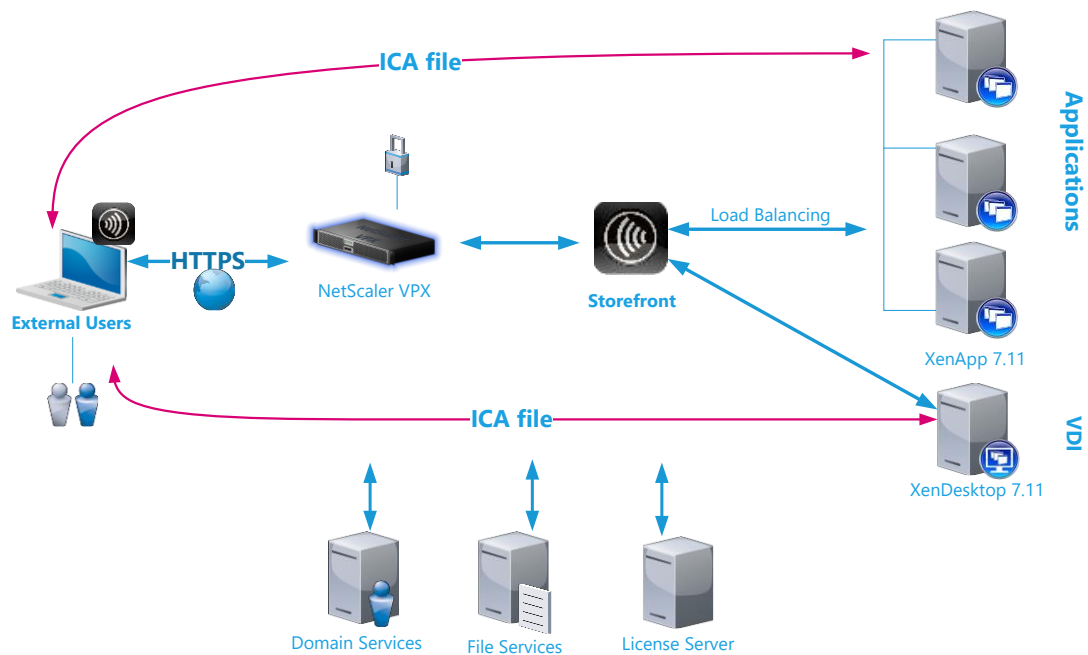 ICA file
Applications
Load Balancing
HTTPS
NetScaler VPX
Storefront
External Users
XenApp 7.11
ICA file
VDI
XenDesktop 7.11
Domain Services
File Services
License Server